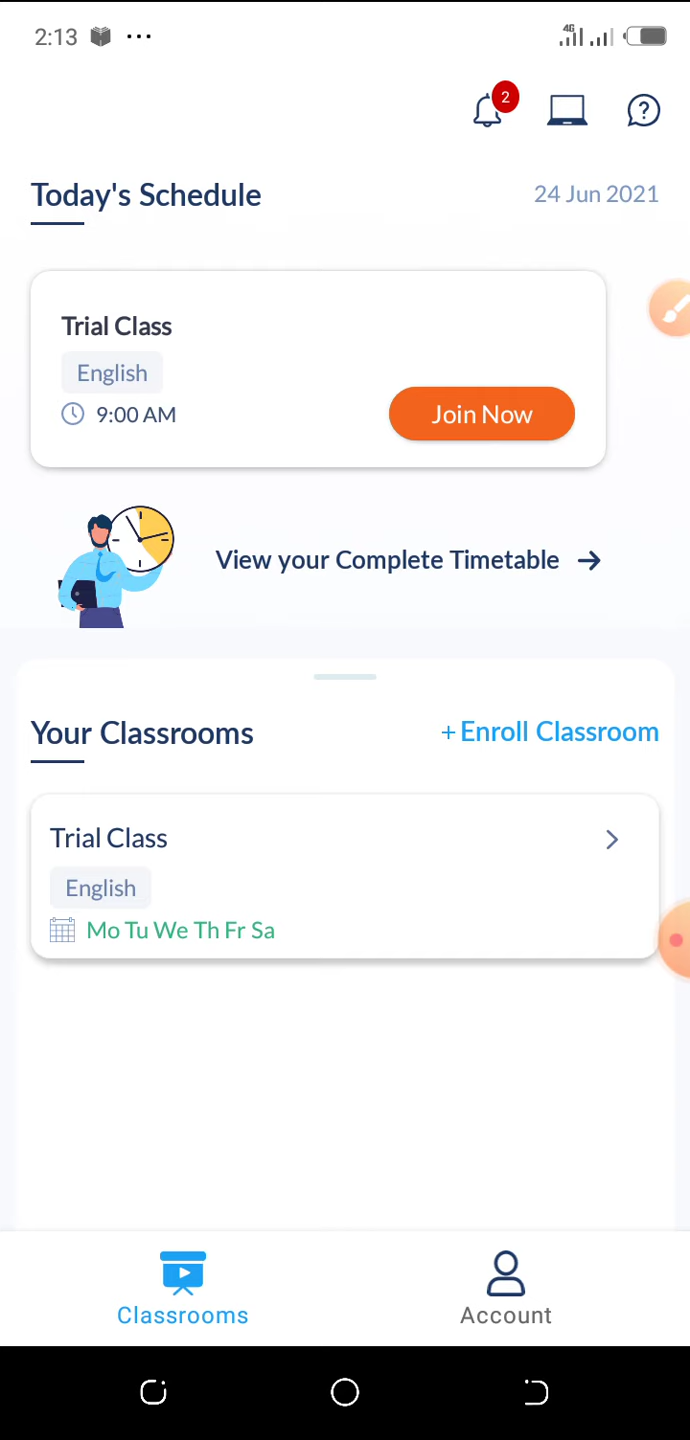 2:13
4G
2
Today's Schedule
24 Jun 2021
Trial Class
English
9:00 AM
Join Now
View your Complete Timetable
Your Classrooms
+ Enroll Classroom
Trial Class
English
Mo Tu We Th Fr Sa
Classrooms
Account